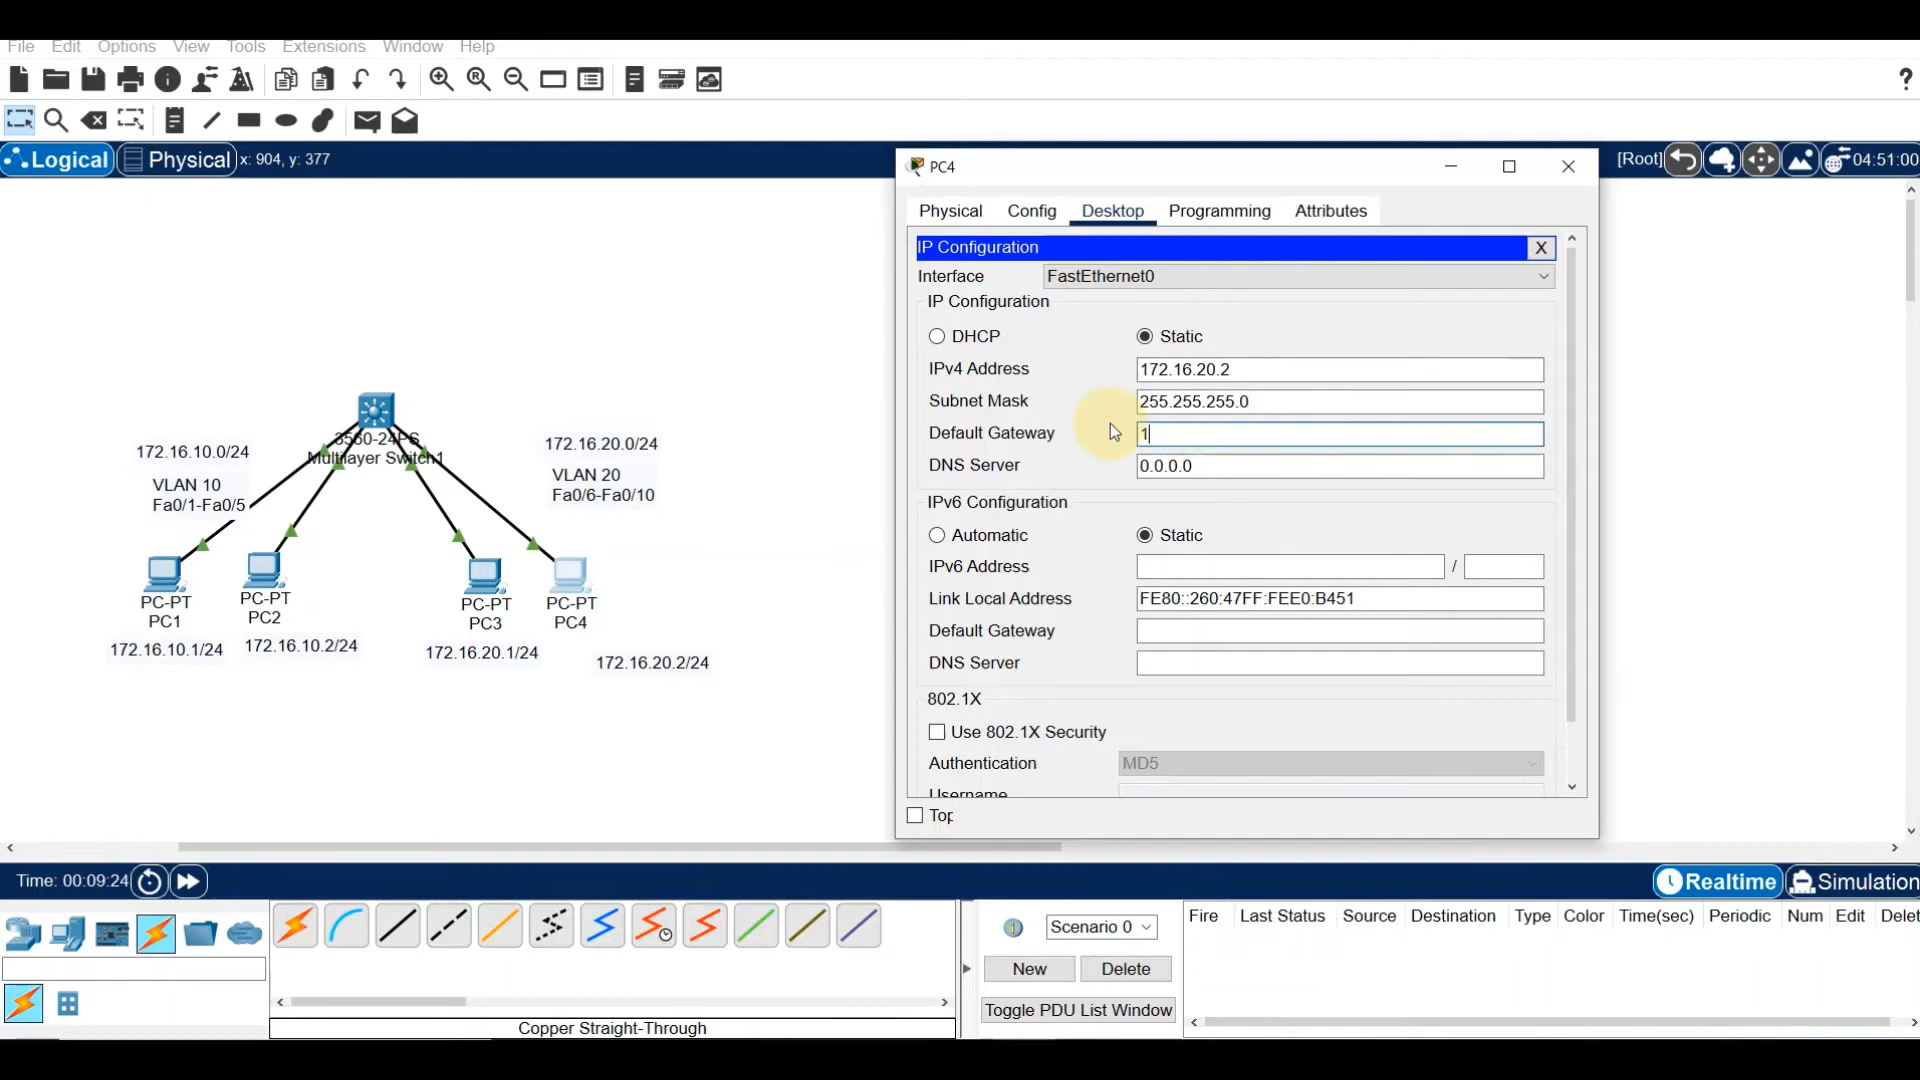 File Edit Options View Tools Extensions Window Help
?
Logical Physical x: 904, y: 377
[Root] 04:51:00
PC4
Physical Config Desktop Programming Attributes
IP Configuration X
Interface FastEthernet0
IP Configuration
DHCP Static
IPv4 Address 172.16.20.2
Subnet Mask 255.255.255.0
Default Gateway 1
DNS Server 0.0.0.0
IPv6 Configuration
Automatic Static
IPv6 Address /
Link Local Address FE80::260:47FF:FEE0:B451
Default Gateway
DNS Server
802.1X
Use 802.1X Security
Authentication MD5
Username
Top
3560-24PS
Multilayer Switch1
172.16.10.0/24
VLAN 10
Fa0/1-Fa0/5
172.16.20.0/24
VLAN 20
Fa0/6-Fa0/10
PC-PT
PC1
PC-PT
PC2
PC-PT
PC3
PC-PT
PC4
172.16.10.1/24
172.16.10.2/24
172.16.20.1/24
172.16.20.2/24
Time: 00:09:24
Realtime Simulation
Copper Straight-Through
Scenario 0
New Delete
Toggle PDU List Window
Fire Last Status Source Destination Type Color Time(sec) Periodic Num Edit Delet